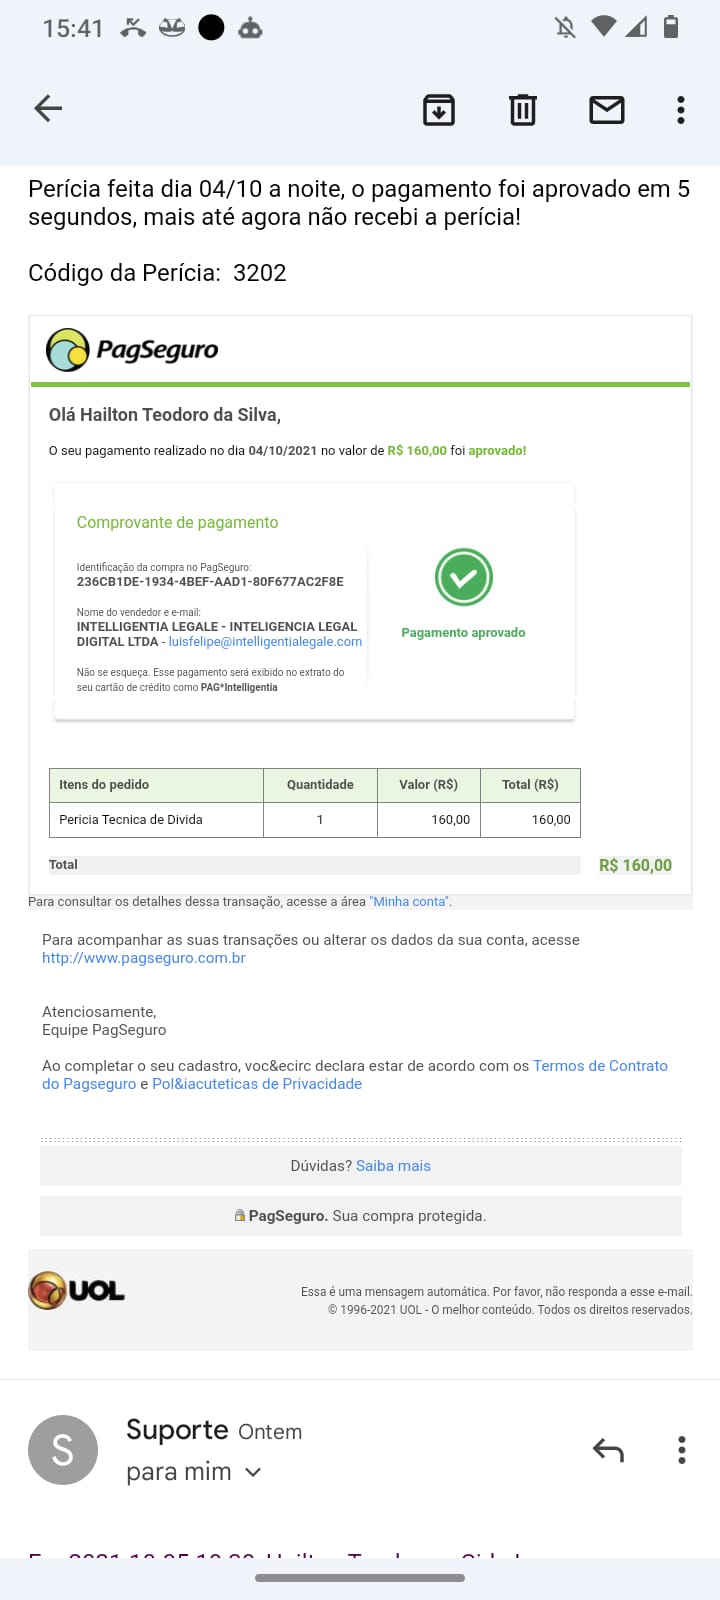 15:41
Perícia feita dia 04/10 a noite, o pagamento foi aprovado em 5
segundos, mais até agora não recebi a perícia!
Código da Perícia:  3202
PagSeguro
Olá Hailton Teodoro da Silva,
O seu pagamento realizado no dia 04/10/2021 no valor de R$ 160,00 foi aprovado!
Comprovante de pagamento
Identificação da compra no PagSeguro:
236CB1DE-1934-4BEF-AAD1-80F677AC2F8E
Nome do vendedor e e-mail:
INTELLIGENTIA LEGALE - INTELIGENCIA LEGAL
DIGITAL LTDA - luisfelipe@intelligentialegale.com
Não se esqueça. Esse pagamento será exibido no extrato do
seu cartão de crédito como PAG*Intelligentia
Pagamento aprovado
Itens do pedido Quantidade Valor (R$) Total (R$)
Pericia Tecnica de Divida 1 160,00 160,00
Total R$ 160,00
Para consultar os detalhes dessa transação, acesse a área "Minha conta".
Para acompanhar as suas transações ou alterar os dados da sua conta, acesse
http://www.pagseguro.com.br
Atenciosamente,
Equipe PagSeguro
Ao completar o seu cadastro, voc&ecirc declara estar de acordo com os Termos de Contrato
do Pagseguro e Pol&iacuteticas de Privacidade
Dúvidas? Saiba mais
PagSeguro. Sua compra protegida.
UOL
Essa é uma mensagem automática. Por favor, não responda a esse e-mail.
© 1996-2021 UOL - O melhor conteúdo. Todos os direitos reservados.
S
Suporte Ontem
para mim